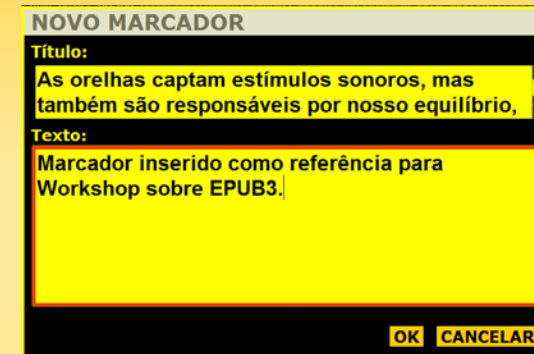 NOVO MARCADOR
Título:
As orelhas captam estímulos sonoros, mas
também são responsáveis por nosso equilíbrio,
Texto:
Marcador inserido como referência para
Workshop sobre EPUB3.
OK CANCELAR